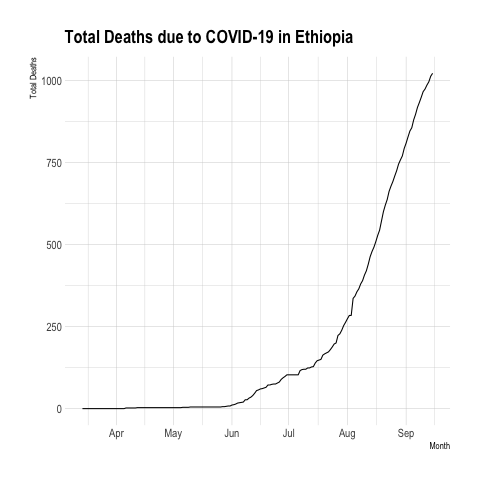 Total Deaths due to COVID-19 in Ethiopia
Total Deaths
1000
750
500
250
0
Apr May Jun Jul Aug Sep
Month